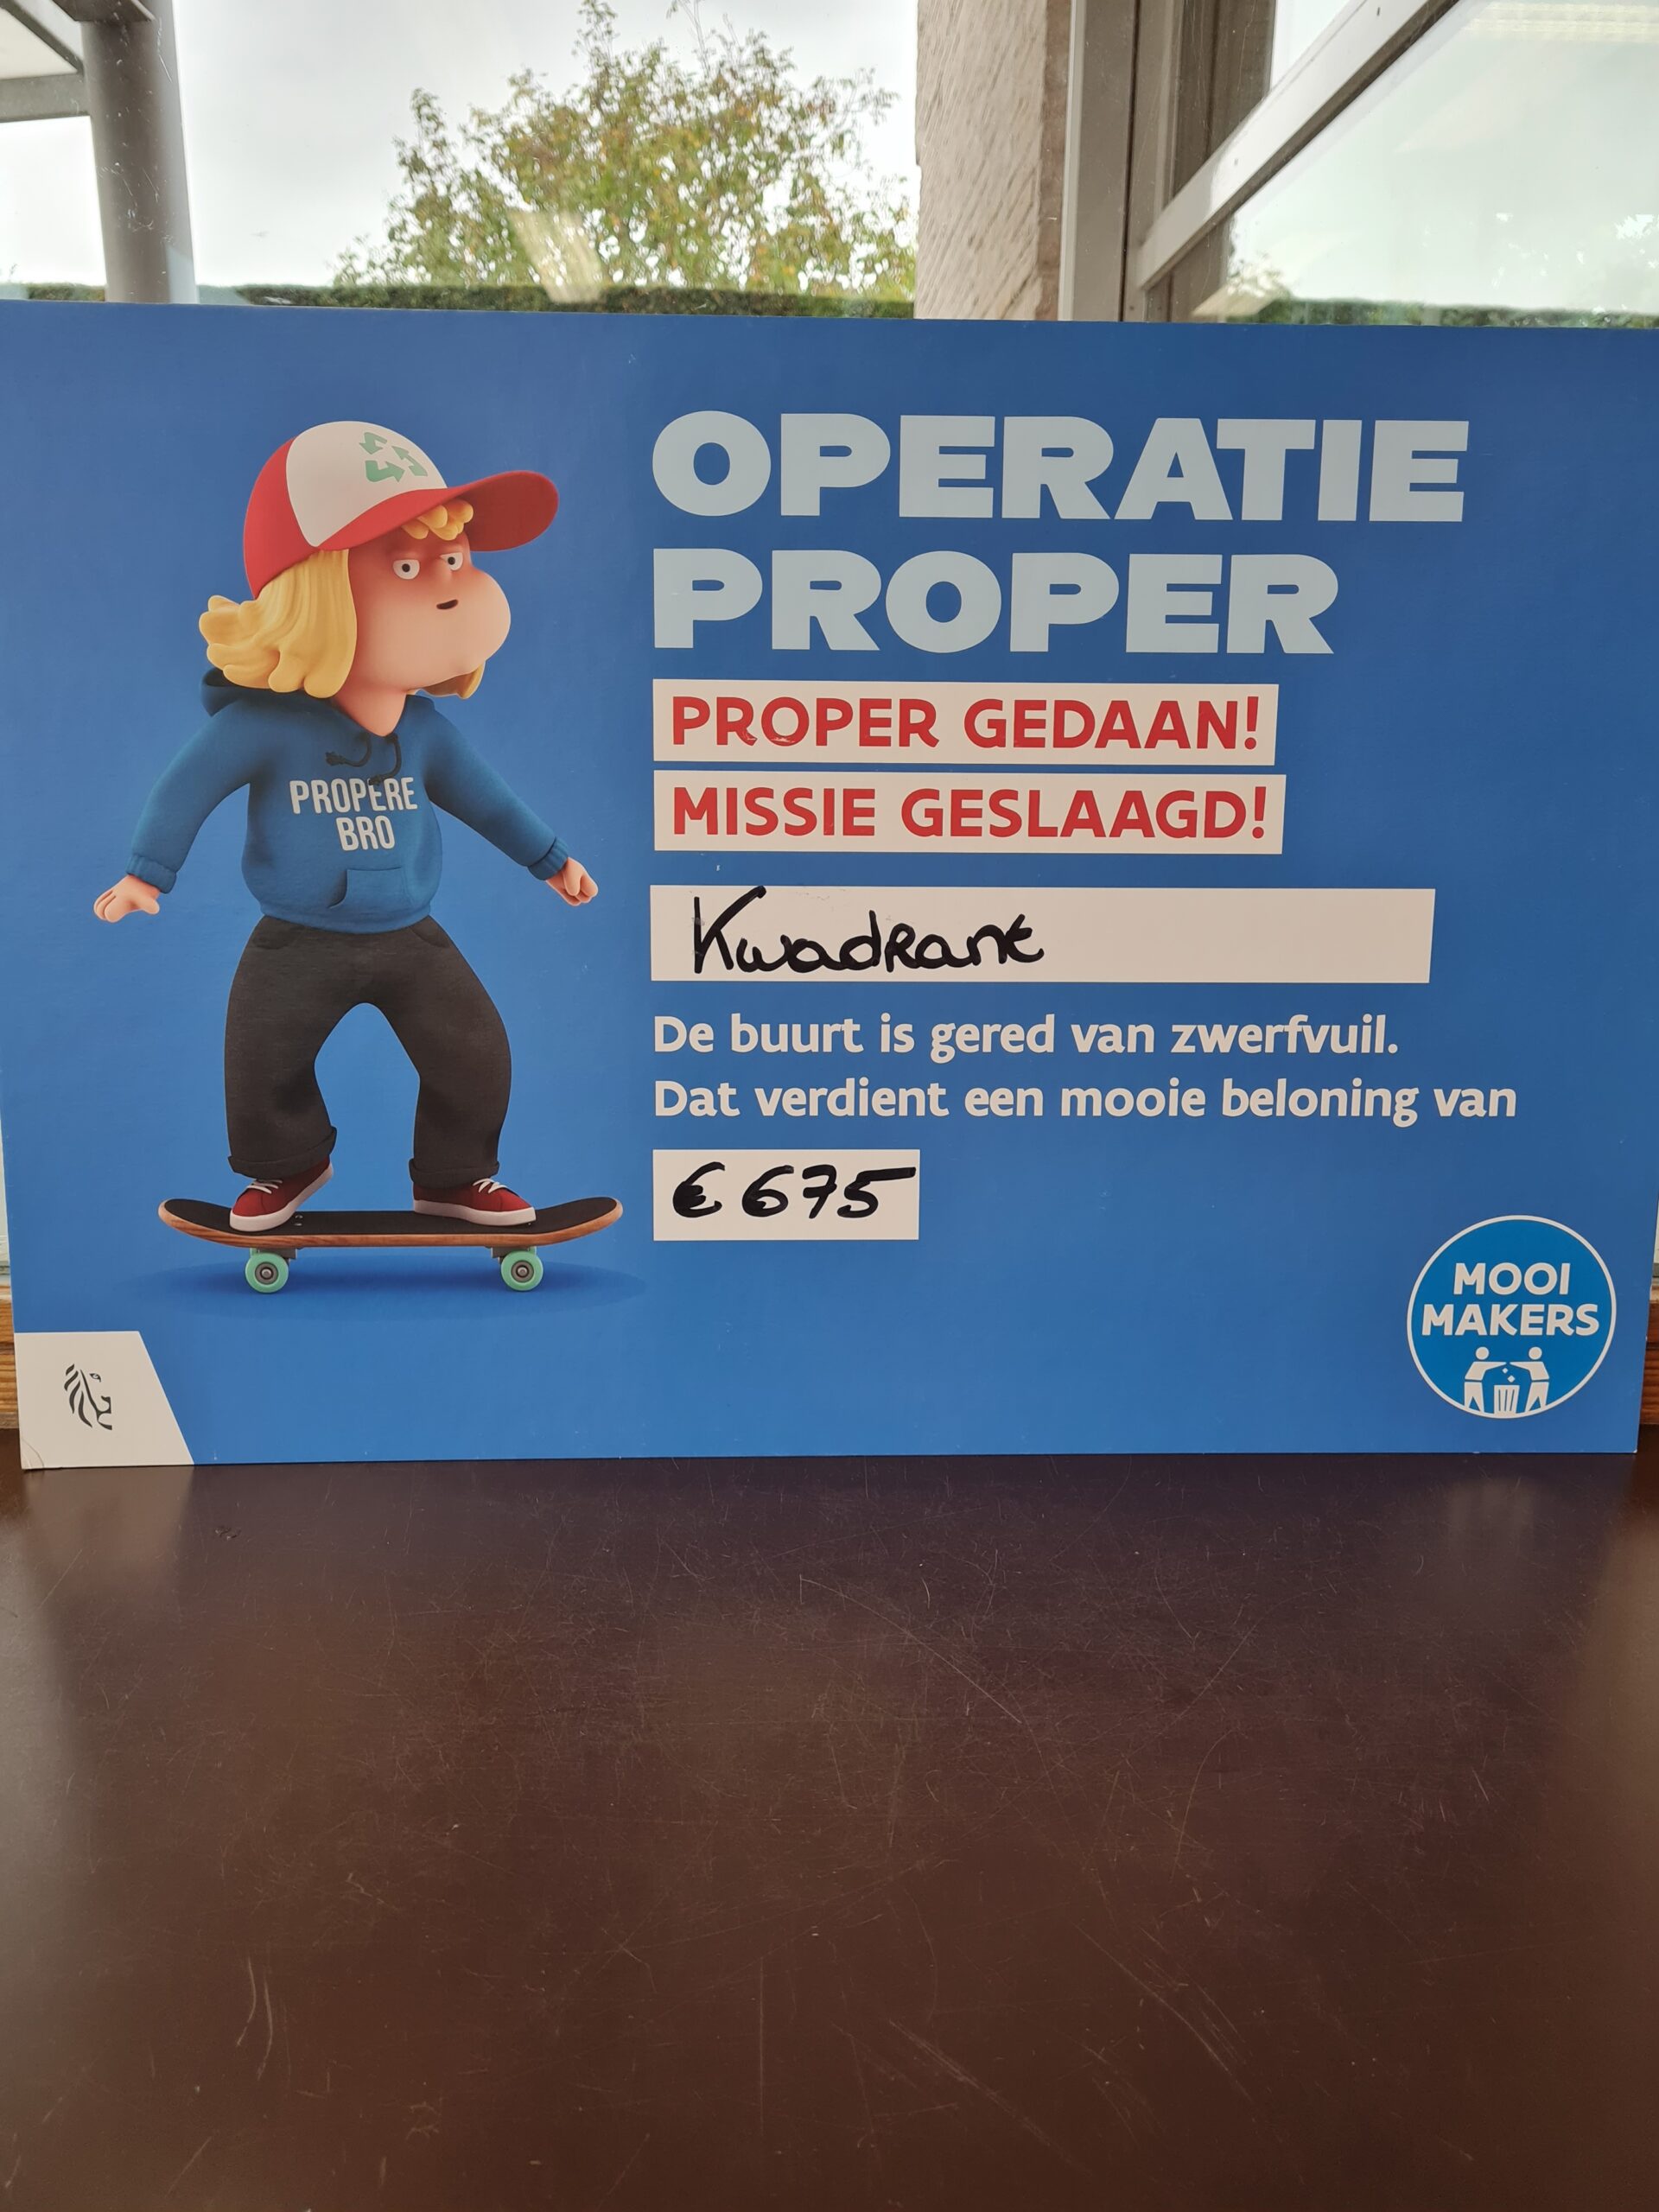 OPERATIE
PROPER
PROPER GEDAAN!
MISSIE GESLAAGD!
PROPERE
BRO
KwadRant
De buurt is gered van zwerfvuil.
Dat verdient een mooie beloning van
€ 675
MOOI
MAKERS